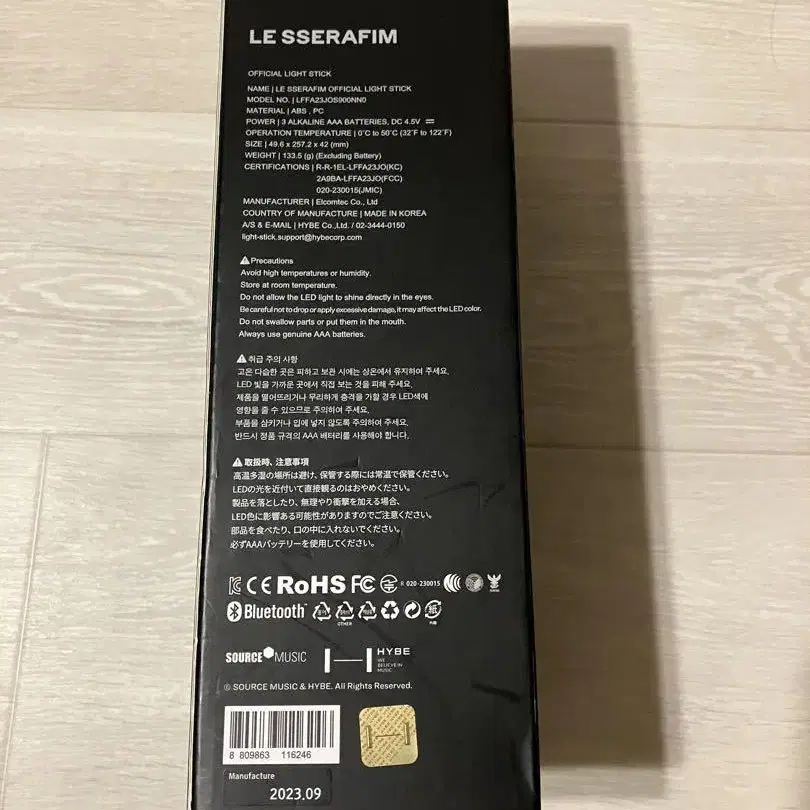 LE SSERAFIM
OFFICIAL LIGHT STICK
NAME | LE SSERAFIM OFFICIAL LIGHT STICK
MODEL NO. | LFFA23JOS900NN0
MATERIAL | ABS , PC
POWER | 3 ALKALINE AAA BATTERIES, DC 4.5V
OPERATION TEMPERATURE | 0°C to 50°C (32°F to 122°F)
SIZE | 49.6 x 257.2 x 42 (mm)
WEIGHT | 133.5 (g) (Excluding Battery)
CERTIFICATIONS | R-R-1EL-LFFA23JO(KC)
2A9BA-LFFA23JO(FCC)
020-230015(JMIC)
MANUFACTURER | Elcomtec Co., Ltd
COUNTRY OF MANUFACTURE | MADE IN KOREA
A/S & E-MAIL | HYBE Co.,Ltd. / 02-3444-0150
light-stick.support@hybecorp.com
Precautions
Avoid high temperatures or humidity.
Store at room temperature.
Do not allow the LED light to shine directly in the eyes.
Be careful not to drop or apply excessive damage, it may affect the LED color.
Do not swallow parts or put them in the mouth.
Always use genuine AAA batteries.
취급 주의 사항
고온 다습한 곳은 피하고 보관 시에는 상온에서 유지하여 주세요.
LED 빛을 가까운 곳에서 직접 보는 것을 피해 주세요.
제품을 떨어뜨리거나 무리하게 충격을 가할 경우 LED색에
영향을 줄 수 있으므로 주의하여 주세요.
부품을 삼키거나 입에 넣지 않도록 주의하여 주세요.
반드시 정품 규격의 AAA 배터리를 사용해야 합니다.
取扱時、注意事項
高温多湿の場所は避け、保管する際には常温で保管ください。
LEDの光を近付いて直接観るのはおやめください。
製品を落としたり、無理やり衝撃を加える場合、
LED色に影響ある可能性がありますのでご注意ください。
部品を食べたり、口の中に入れないでください。
必ずAAAバッテリーを使用してください。
CE RoHS FC R 020-230015
Bluetooth
OTHER
SOURCE MUSIC HYBE
WE
BELIEVE IN
MUSIC
© SOURCE MUSIC & HYBE. All Rights Reserved.
8 809863 116246
Manufacture
2023.09